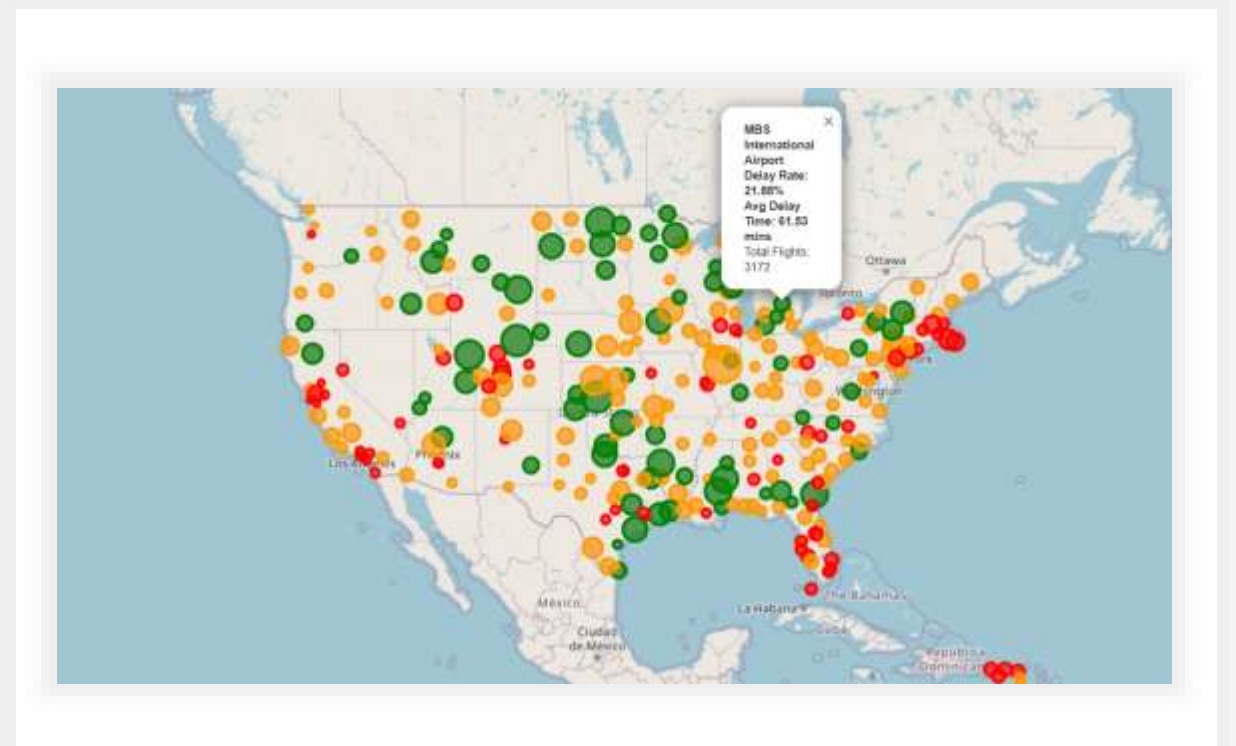 ×
MBS
International
Airport
Delay Rate:
21.88%
Avg Delay
Time: 61.53
mins
Total Flights:
3172
Ottawa
Toronto
Washington
Los Angeles
Phoenix
México
Ciudad
de México
La Habana
The Bahamas
Cuba
República
Dominicana